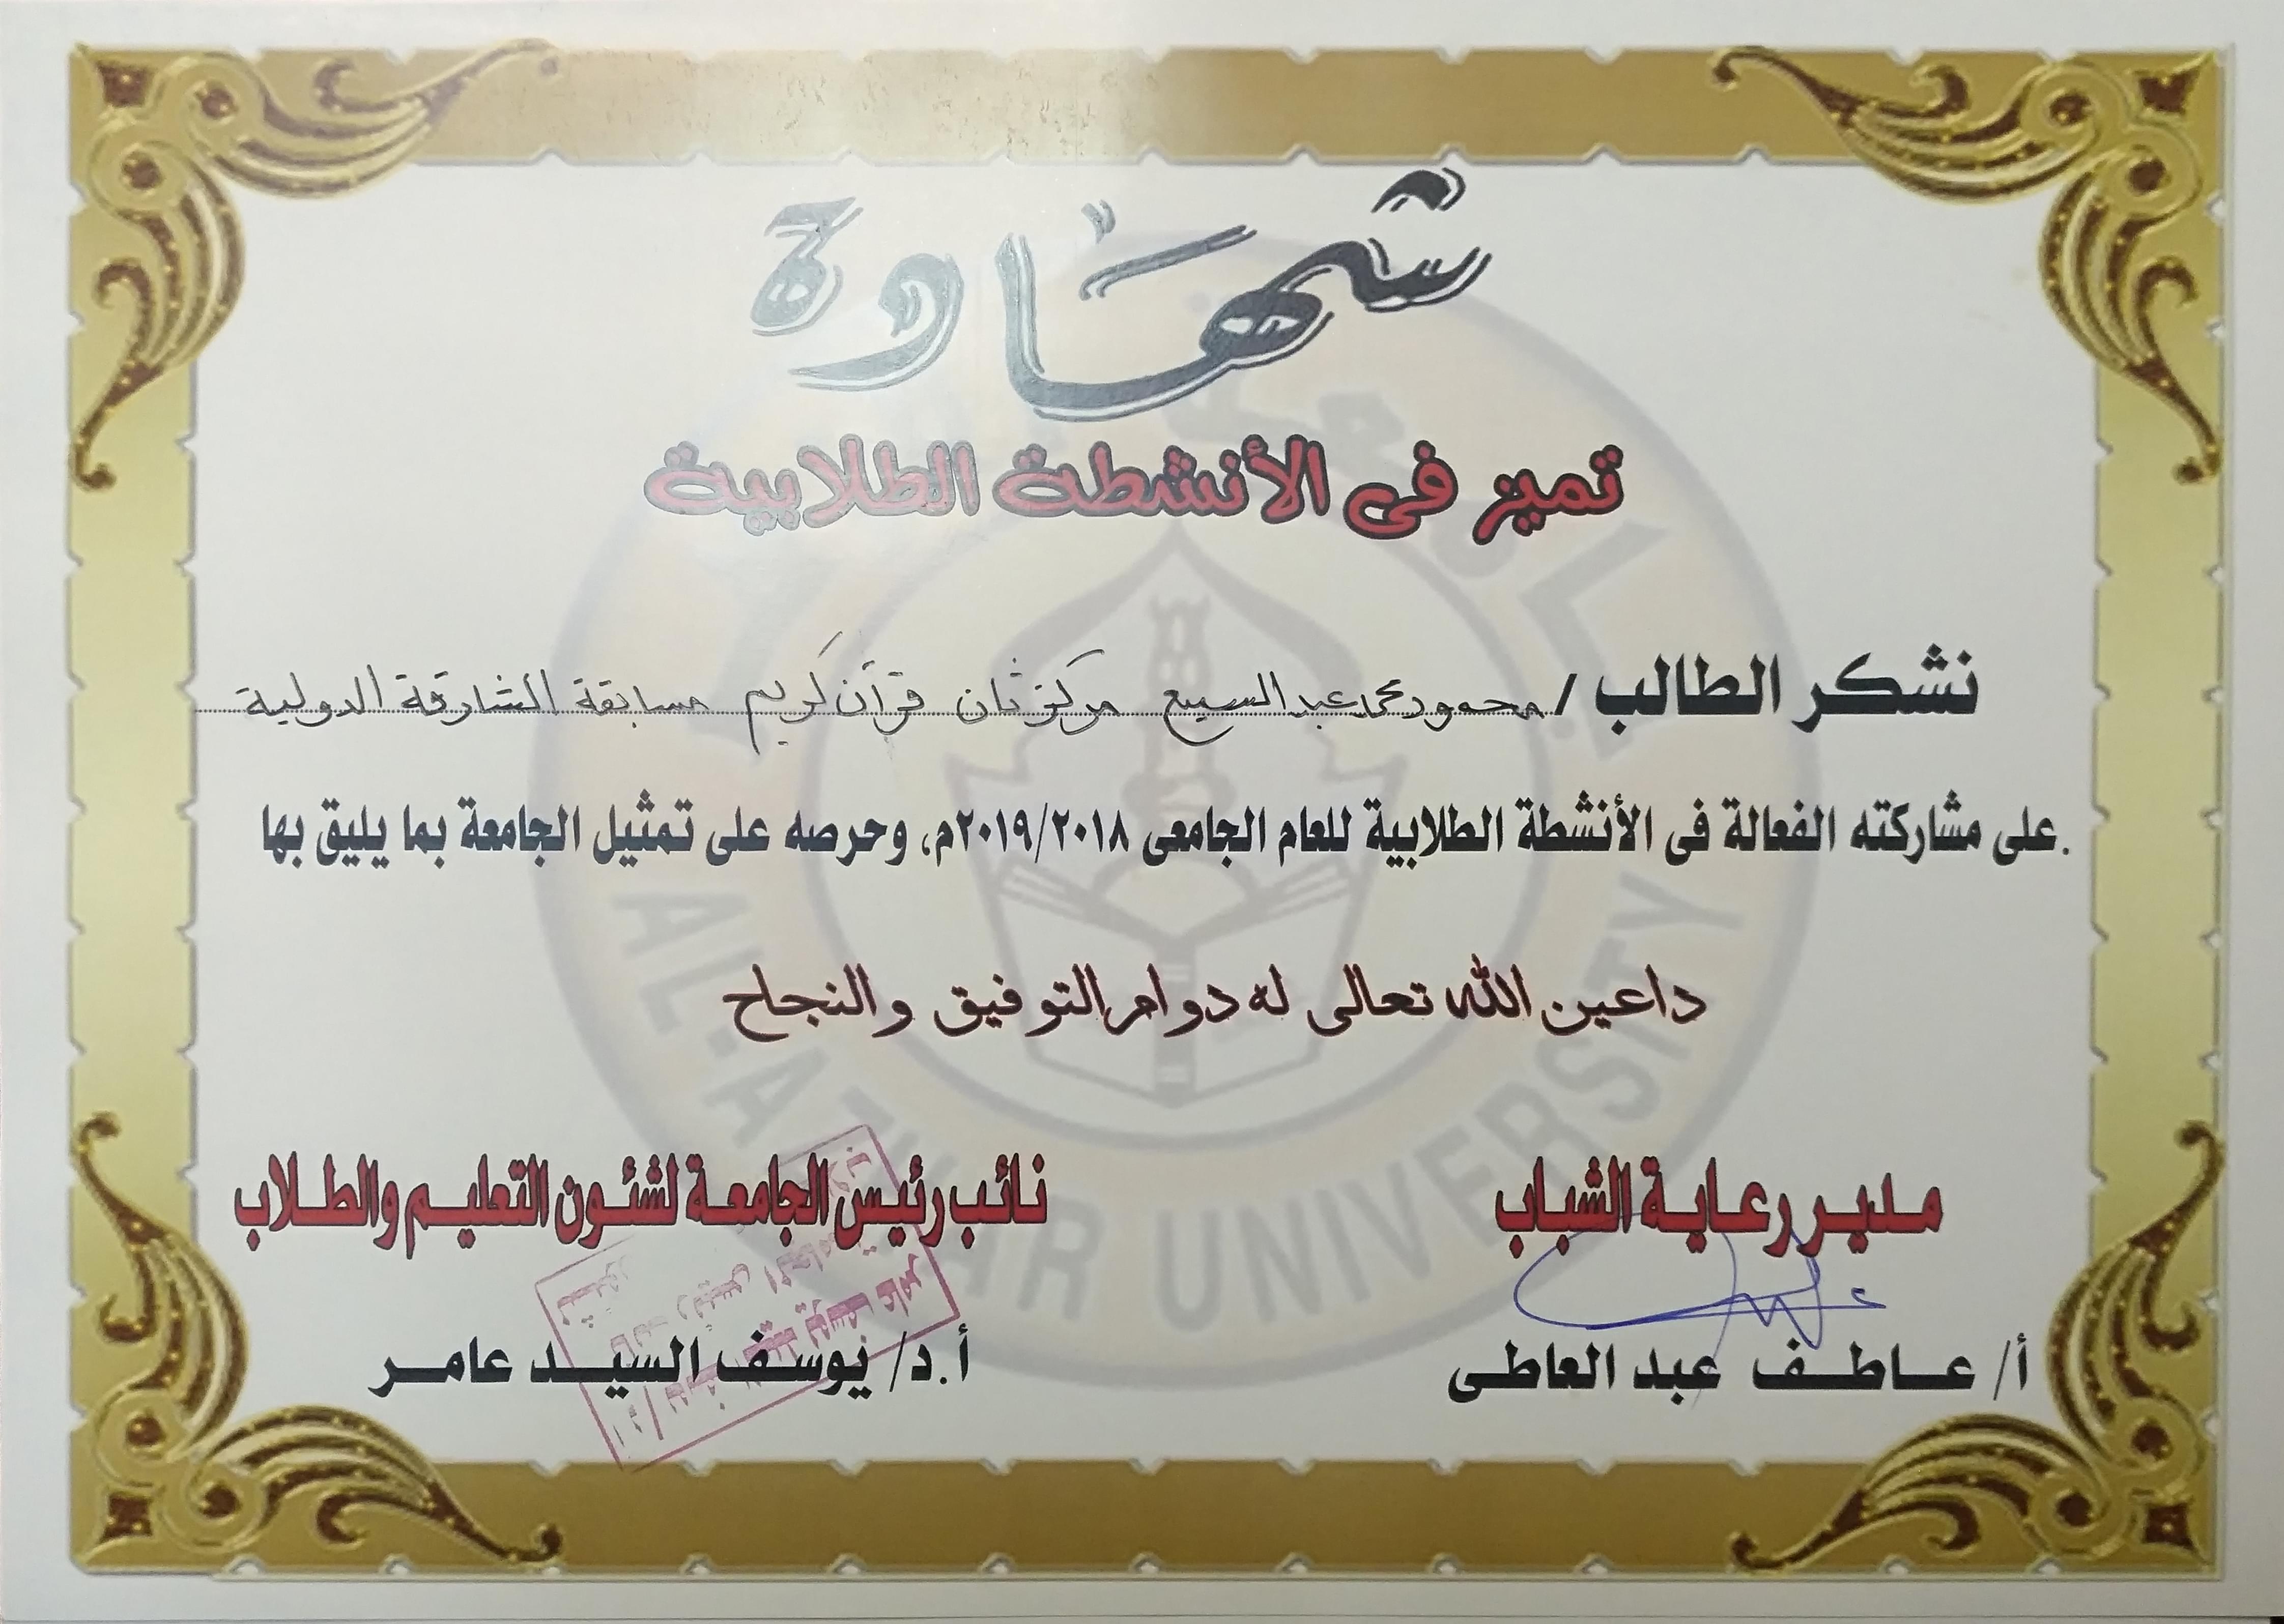 شهادة
تميز فى الأنشطة الطلابية
نشكر الطالب / محمود محمد عبد السميع مركز ثان قرآن كريم مسابقة الشارقة الدولية
على مشاركته الفعالة فى الأنشطة الطلابية للعام الجامعى ٢٠١٩/٢٠١٨م، وحرصه على تمثيل الجامعة بما يليق بها.
داعين الله تعالى له دوام التوفيق والنجاح
مدير رعاية الشباب
أ/ عاطف عبد العاطى
نائب رئيس الجامعة لشئون التعليم والطلاب
أ.د/ يوسف السيد عامر
AL-AZHAR UNIVERSITY